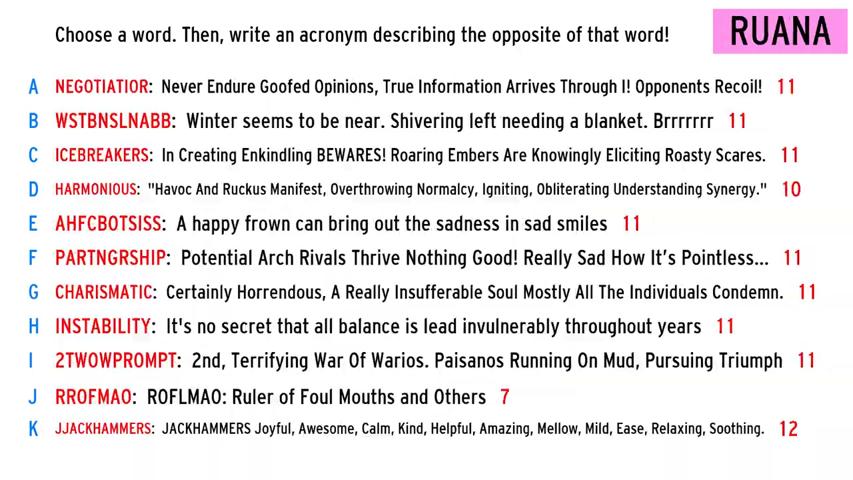 Choose a word. Then, write an acronym describing the opposite of that word!
RUANA
A NEGOTIATIOR: Never Endure Goofed Opinions, True Information Arrives Through I! Opponents Recoil! 11
B WSTBNSLNABB: Winter seems to be near. Shivering left needing a blanket. Brrrrrrr 11
C ICEBREAKERS: In Creating Enkindling BEWARES! Roaring Embers Are Knowingly Eliciting Roasty Scares. 11
D HARMONIOUS: "Havoc And Ruckus Manifest, Overthrowing Normalcy, Igniting, Obliterating Understanding Synergy." 10
E AHFCBOTSISS: A happy frown can bring out the sadness in sad smiles 11
F PARTNGRSHIP: Potential Arch Rivals Thrive Nothing Good! Really Sad How It's Pointless... 11
G CHARISMATIC: Certainly Horrendous, A Really Insufferable Soul Mostly All The Individuals Condemn. 11
H INSTABILITY: It's no secret that all balance is lead invulnerably throughout years 11
I 2TWOWPROMPT: 2nd, Terrifying War Of Warios. Paisanos Running On Mud, Pursuing Triumph 11
J RROFMAO: ROFLMAO: Ruler of Foul Mouths and Others 7
K JJACKHAMMERS: JACKHAMMERS Joyful, Awesome, Calm, Kind, Helpful, Amazing, Mellow, Mild, Ease, Relaxing, Soothing. 12